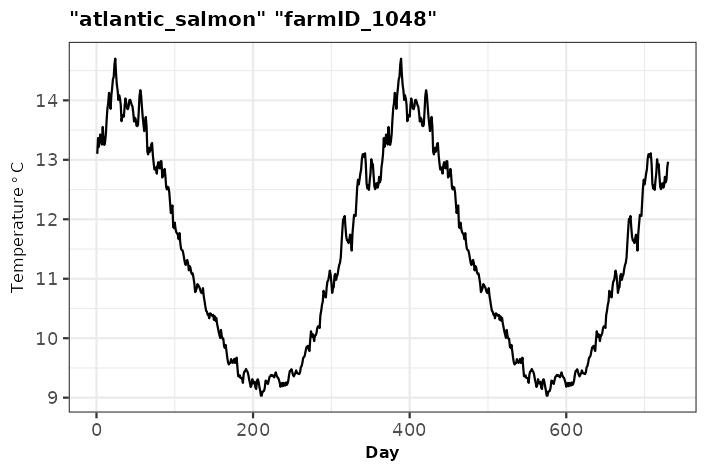 "atlantic_salmon" "farmID_1048"
Temperature ° C
14
13
12
11
10
9
0 200 400 600
Day